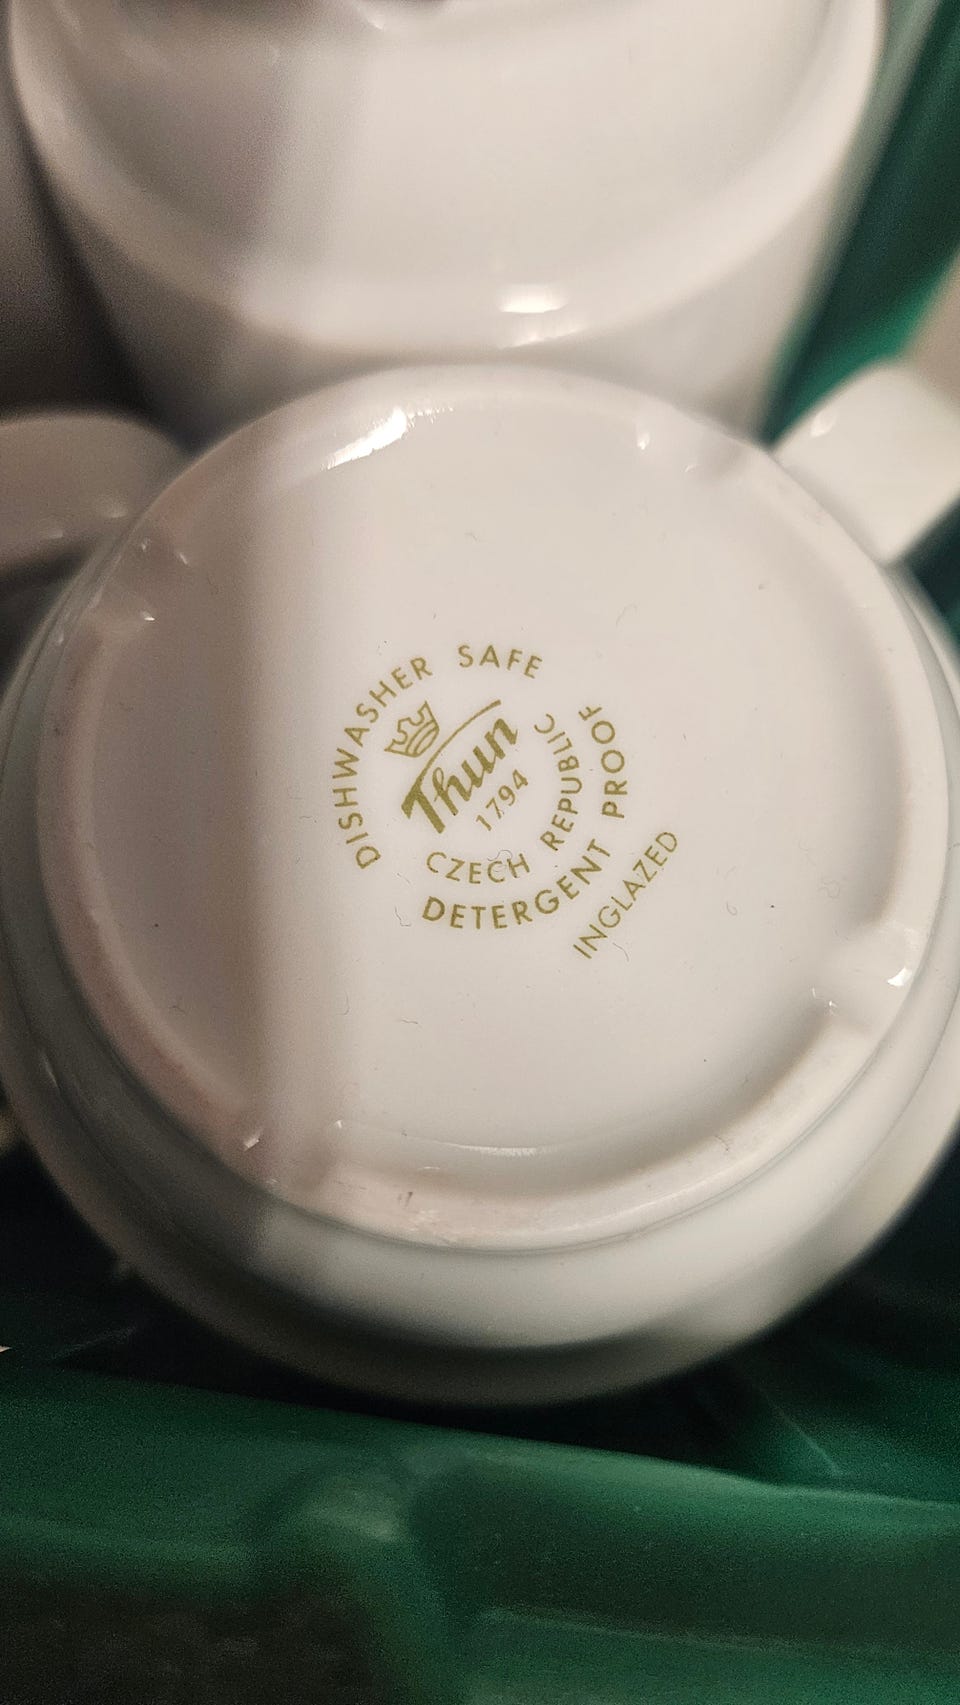 DISHWASHER SAFE
Thun
1794
CZECH REPUBLIC
DETERGENT PROOF
INGLAZED